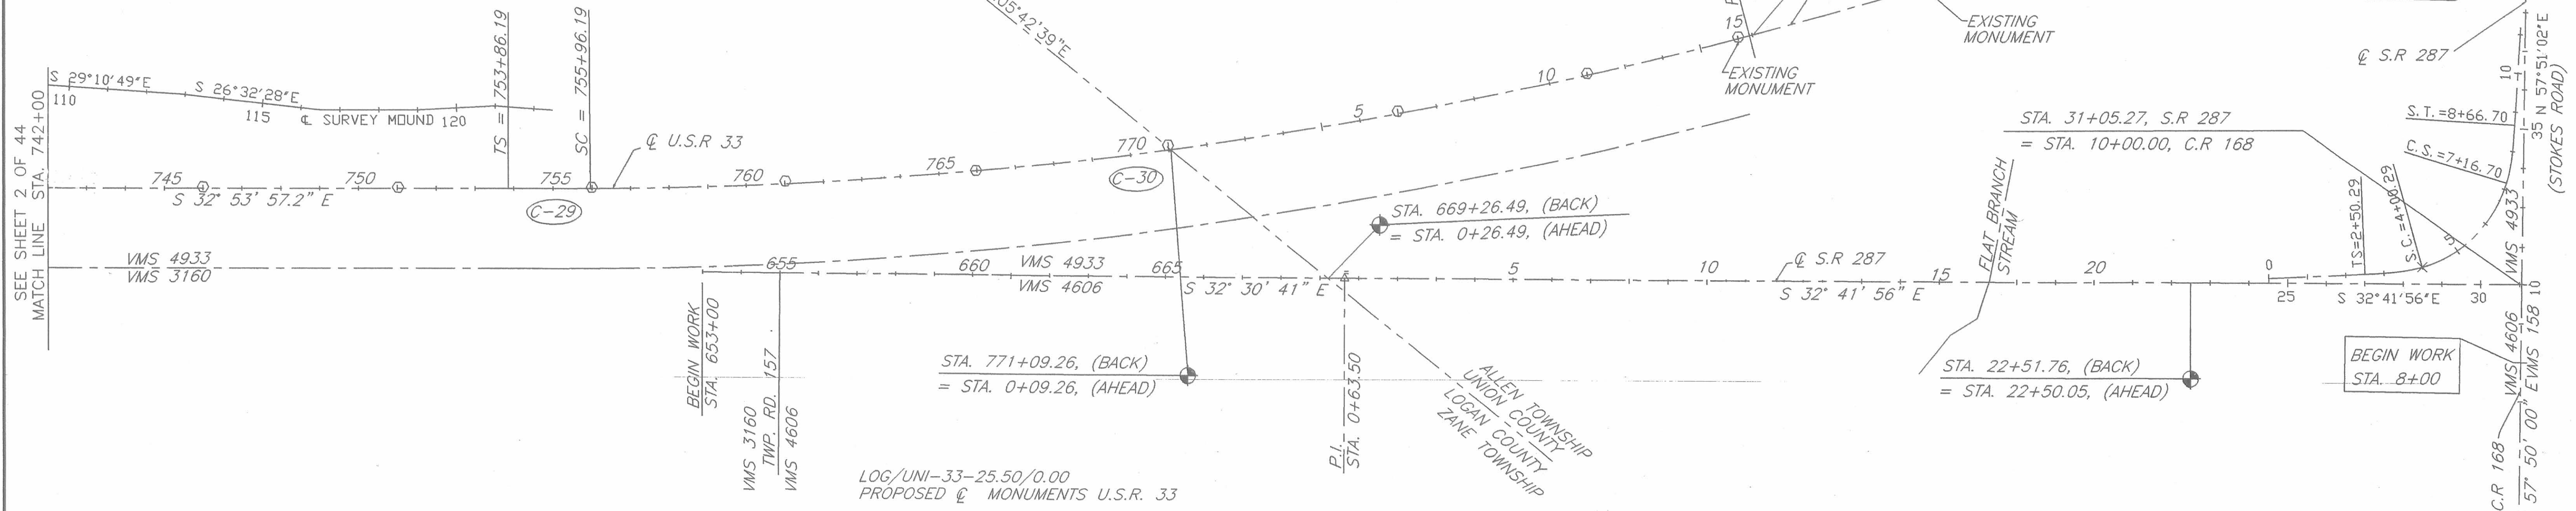 SEE SHEET 2 OF 44
MATCH LINE STA. 742+00
S 29°10'49"E
110
S 26°32'28"E
115
℄ SURVEY MOUND 120
TS = 753+86.19
SC = 755+96.19
℄ U.S.R 33
745
S 32° 53' 57.2" E
750
755
C-29
760
765
770
C-30
05°42'39"E
5
10
15
EXISTING
MONUMENT
EXISTING
MONUMENT
℄ S.R 287
VMS 4933
VMS 3160
655
660
VMS 4933
VMS 4606
665
S 32° 30' 41" E
STA. 669+26.49, (BACK)
= STA. 0+26.49, (AHEAD)
5
10
℄ S.R 287
S 32° 41' 56" E
15
FLAT BRANCH
STREAM
20
0
25
S 32°41'56"E
30
5
STA. 31+05.27, S.R 287
= STA. 10+00.00, C.R 168
TS=2+50.29
S.C.=4+00.29
C.S.=7+16.70
S.T.=8+66.70
10
35 N 57°51'02"E
(STOKES ROAD)
VMS 4933
10
VMS 4606
EVMS 158
57° 50' 00"
C.R 168
BEGIN WORK
STA. 8+00
BEGIN WORK
STA. 653+00
VMS 3160
TWP. RD. 157
VMS 4606
STA. 771+09.26, (BACK)
= STA. 0+09.26, (AHEAD)
P.I.
STA. 0+63.50
ALLEN TOWNSHIP
UNION COUNTY
LOGAN COUNTY
ZANE TOWNSHIP
STA. 22+51.76, (BACK)
= STA. 22+50.05, (AHEAD)
LOG/UNI-33-25.50/0.00
PROPOSED ℄ MONUMENTS U.S.R. 33